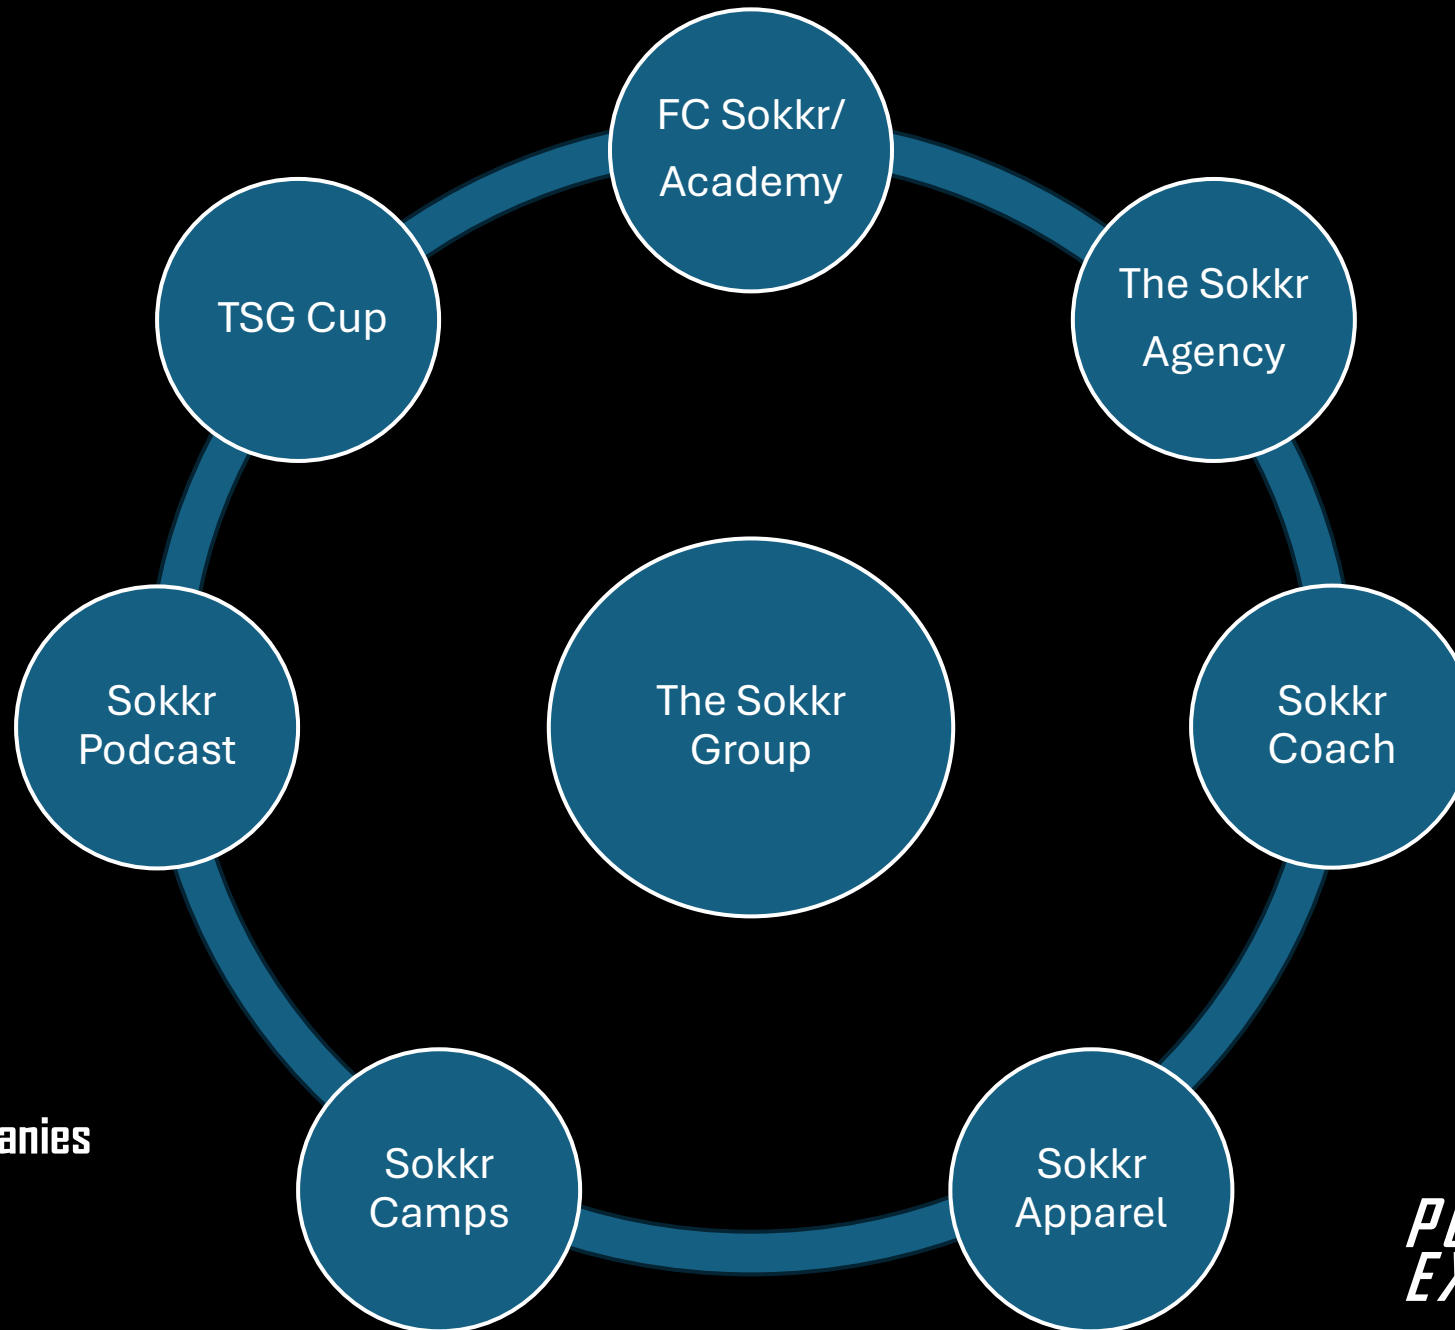 FC Sokkr/
Academy
The Sokkr
Agency
TSG Cup
Sokkr
Podcast
The Sokkr
Group
Sokkr
Coach
Sokkr
Camps
Sokkr
Apparel
anies